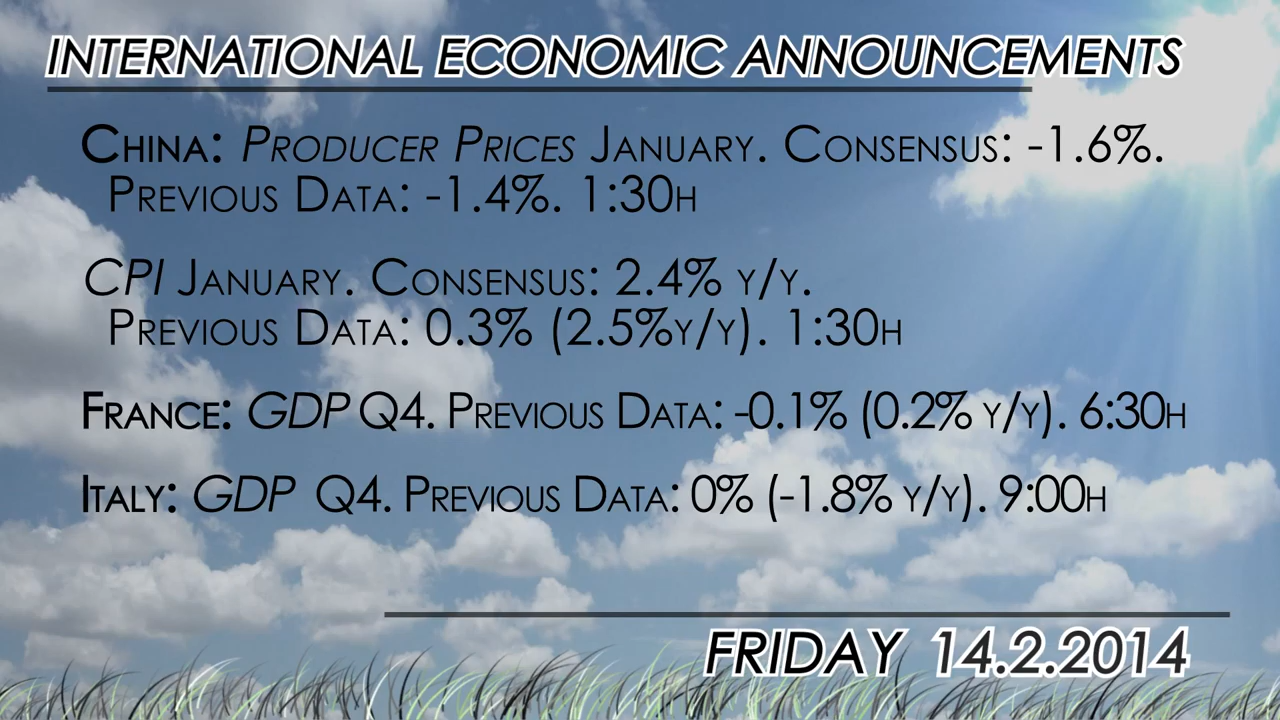 INTERNATIONAL ECONOMIC ANNOUNCEMENTS
CHINA: PRODUCER PRICES JANUARY. CONSENSUS: -1.6%.
PREVIOUS DATA: -1.4%. 1:30H
CPI JANUARY. CONSENSUS: 2.4% Y/Y.
PREVIOUS DATA: 0.3% (2.5%Y/Y). 1:30H
FRANCE: GDP Q4. PREVIOUS DATA: -0.1% (0.2% Y/Y). 6:30H
ITALY: GDP Q4. PREVIOUS DATA: 0% (-1.8% Y/Y). 9:00H
FRIDAY 14.2.2014